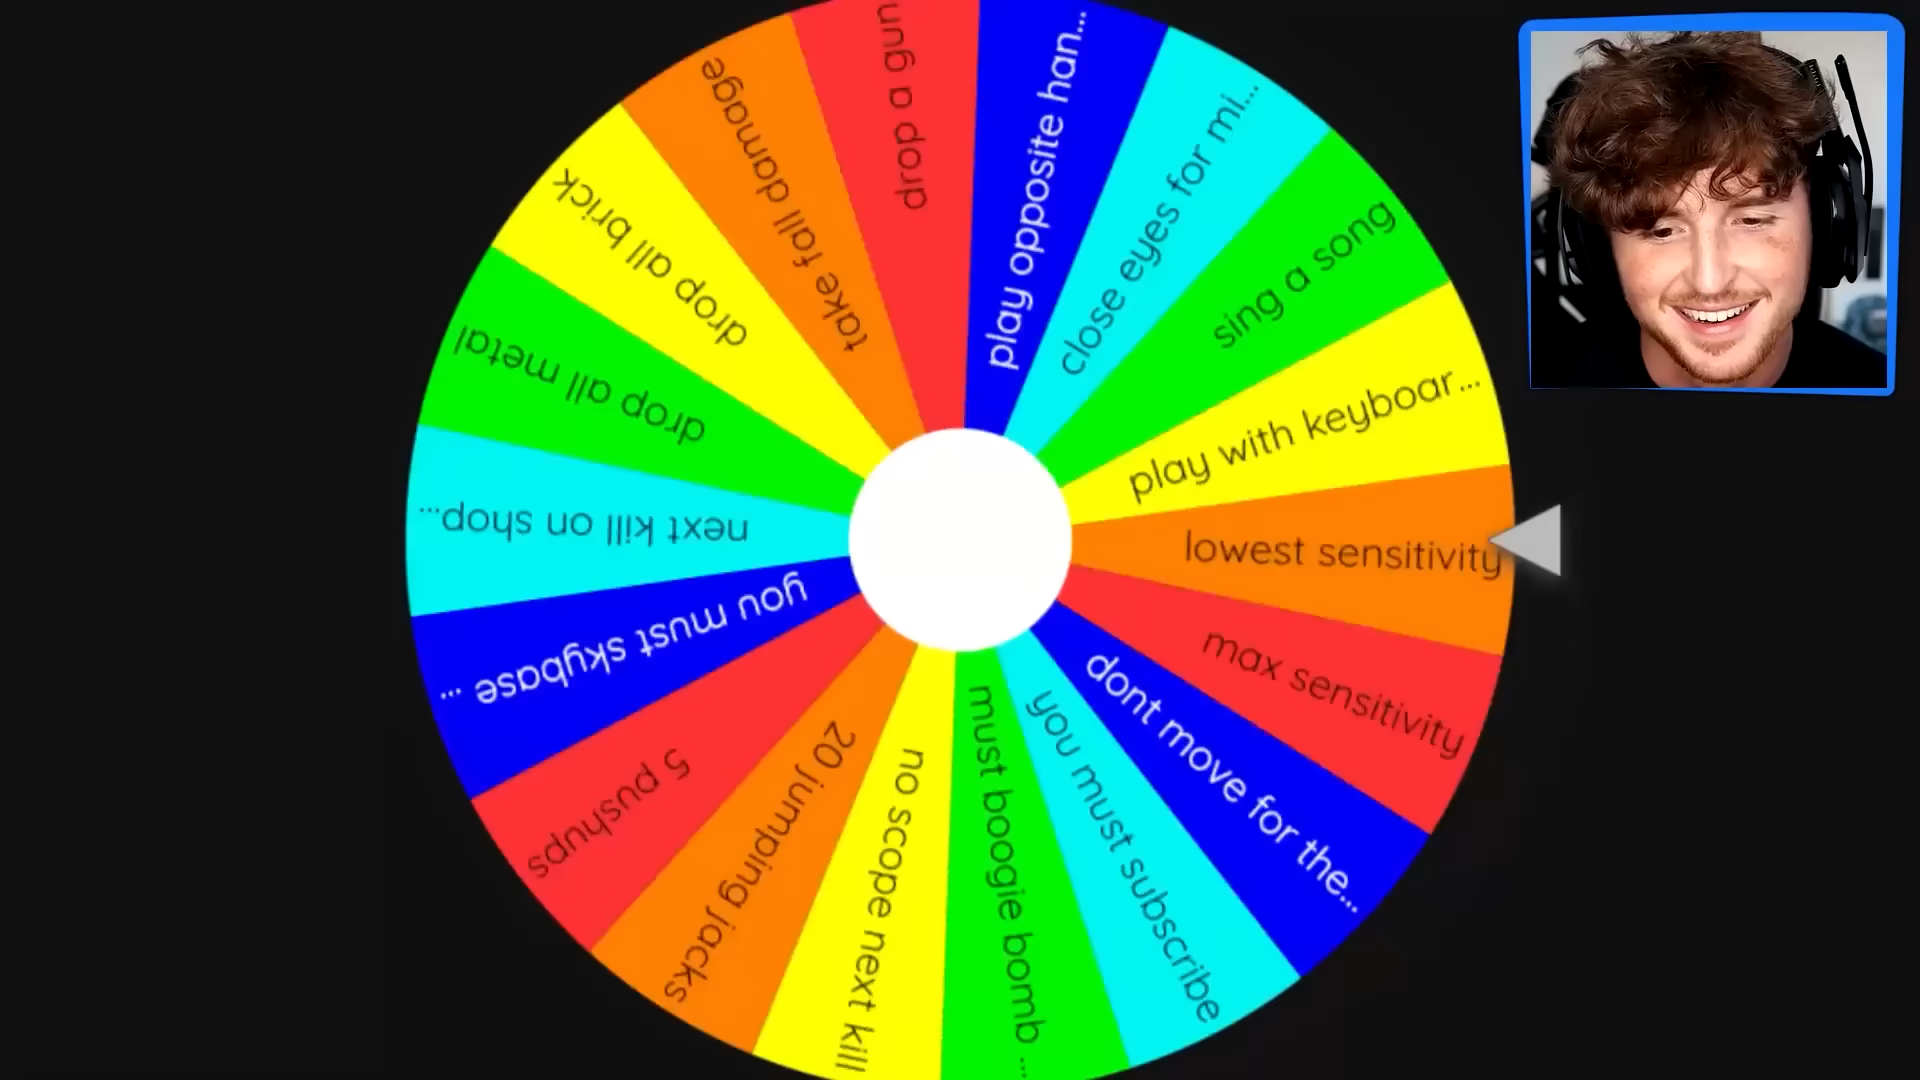 drop a gun
play opposite han...
close eyes for mi...
sing a song
play with keyboar...
lowest sensitivity
max sensitivity
dont move for the...
you must subscribe
must boogie bomb ...
no scope next kill
20 jumping jacks
5 pushups
you must skybase ...
next kill on shop...
drop all metal
drop all brick
take fall damage